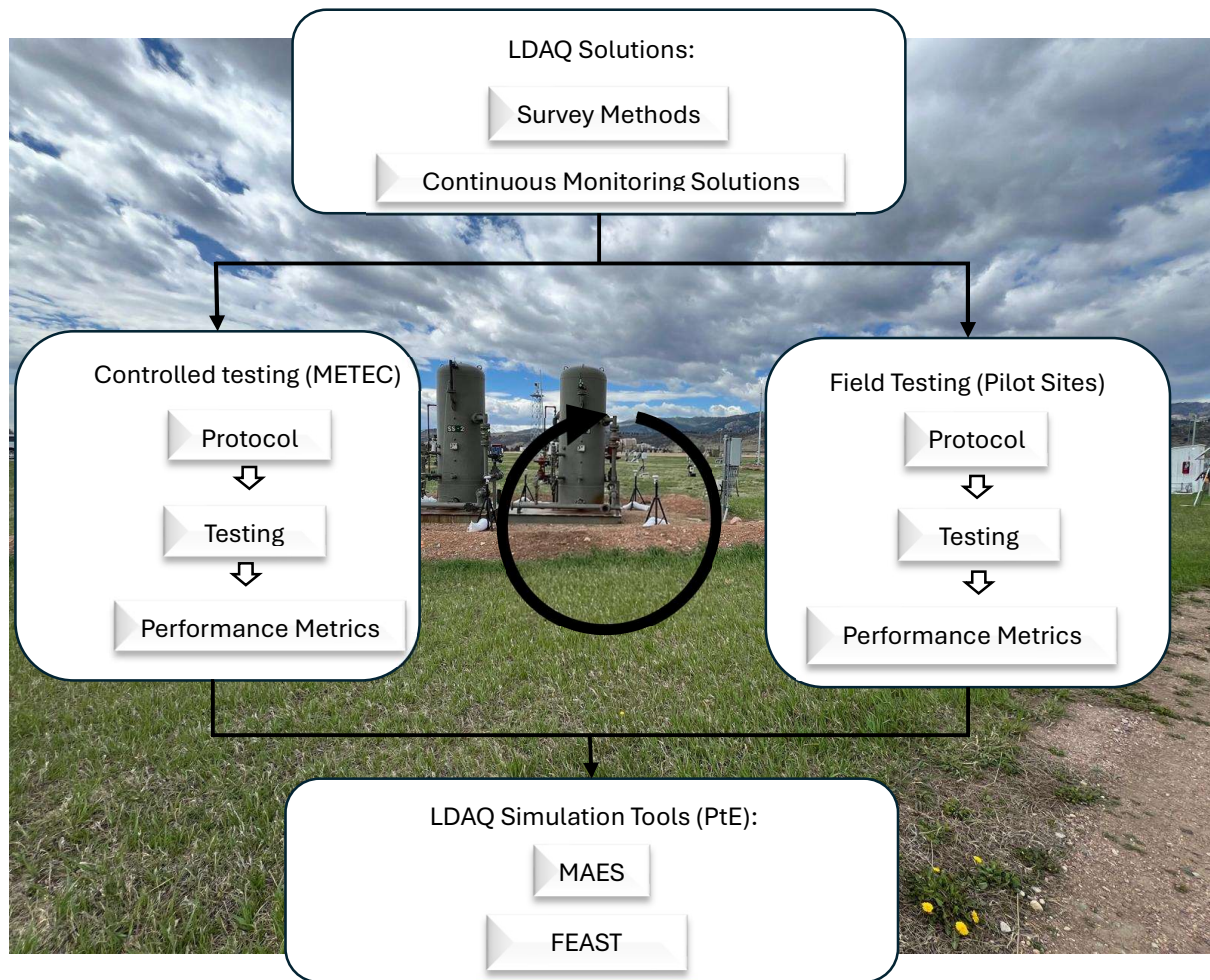 LDAQ Solutions:
Survey Methods
Continuous Monitoring Solutions
Controlled testing (METEC)
Protocol
Testing
Performance Metrics
Field Testing (Pilot Sites)
Protocol
Testing
Performance Metrics
SS-2
LDAQ Simulation Tools (PtE):
MAES
FEAST